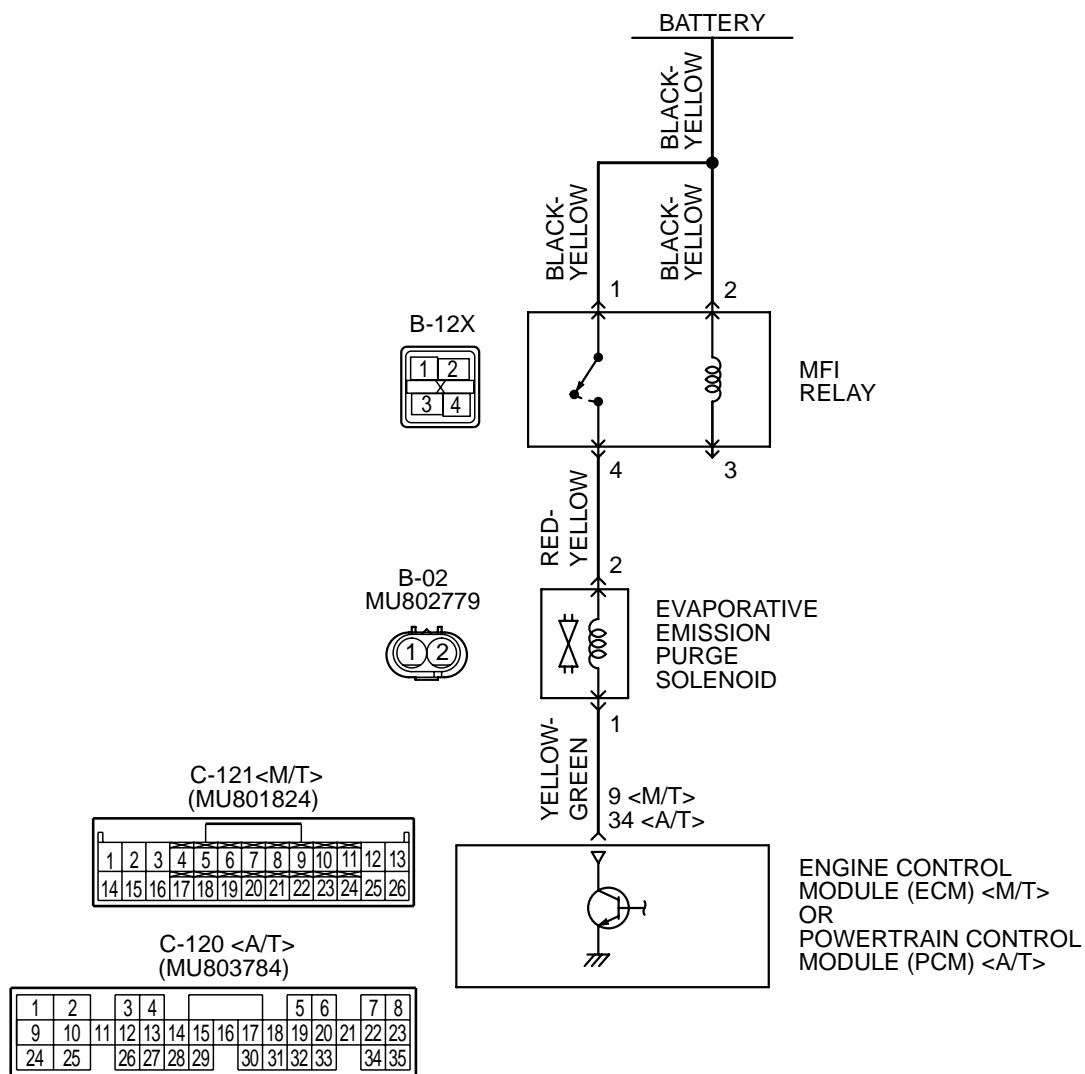 BATTERY
BLACK-
YELLOW
BLACK-
YELLOW
BLACK-
YELLOW
1
2
B-12X
1 2
3 4
MFI
RELAY
4
3
RED-
YELLOW
2
B-02
MU802779
1 2
EVAPORATIVE
EMISSION
PURGE
SOLENOID
1
YELLOW-
GREEN
9 <M/T>
34 <A/T>
C-121<M/T>
(MU801824)
1 2 3 4 5 6 7 8 9 10 11 12 13
14 15 16 17 18 19 20 21 22 23 24 25 26
ENGINE CONTROL
MODULE (ECM) <M/T>
OR
POWERTRAIN CONTROL
MODULE (PCM) <A/T>
C-120 <A/T>
(MU803784)
1 2 3 4 5 6 7 8
9 10 11 12 13 14 15 16 17 18 19 20 21 22 23
24 25 26 27 28 29 30 31 32 33 34 35